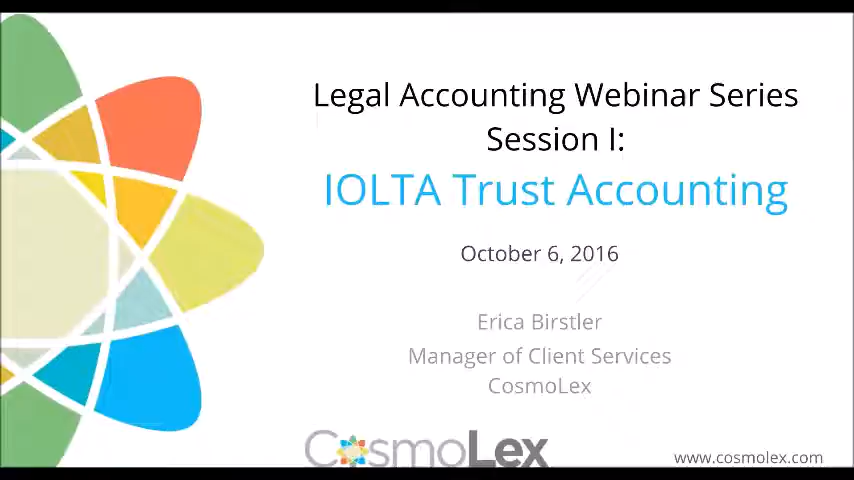 Legal Accounting Webinar Series
Session I:
IOLTA Trust Accounting
October 6, 2016
Erica Birstler
Manager of Client Services
CosmoLex
CosmoLex
www.cosmolex.com